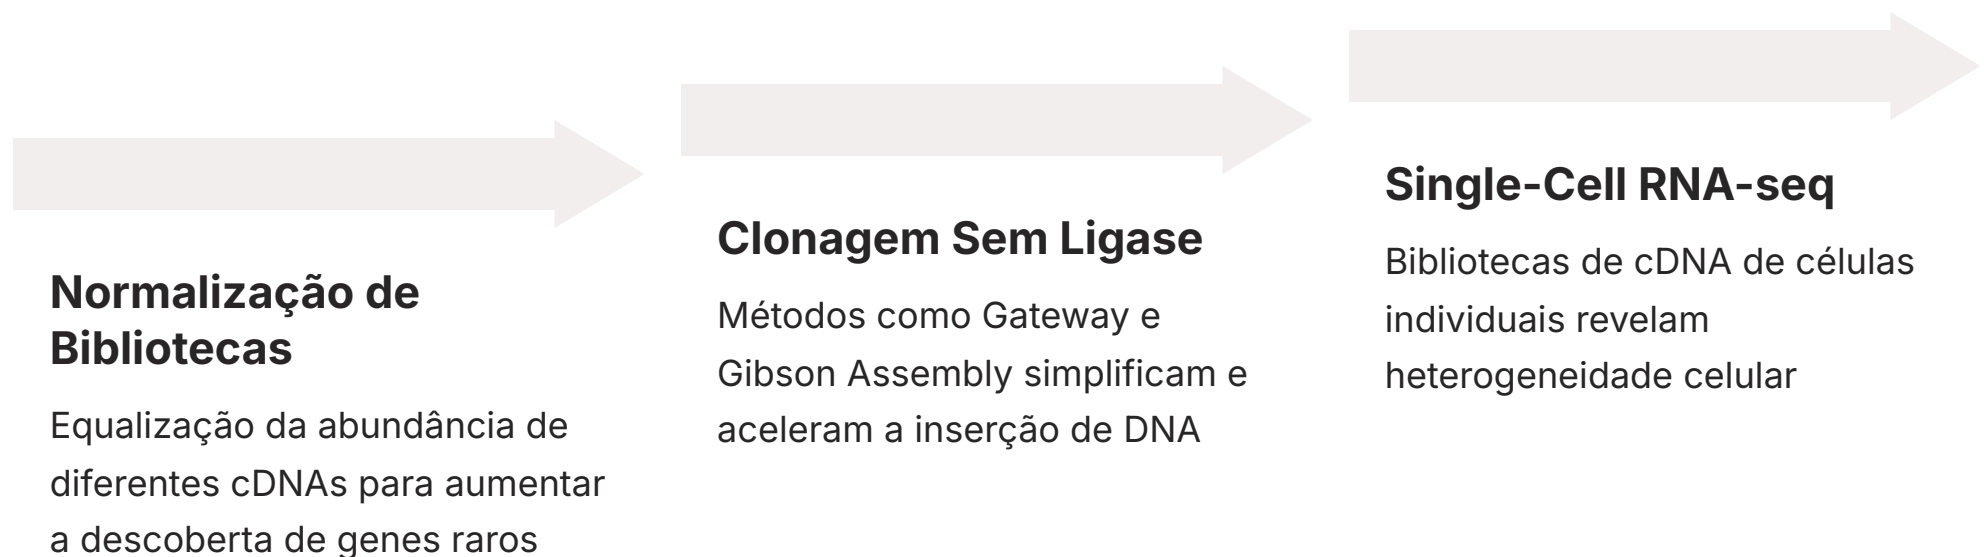 Normalização de
Bibliotecas
Equalização da abundância de
diferentes cDNAs para aumentar
a descoberta de genes raros
Clonagem Sem Ligase
Métodos como Gateway e
Gibson Assembly simplificam e
aceleram a inserção de DNA
Single-Cell RNA-seq
Bibliotecas de cDNA de células
individuais revelam
heterogeneidade celular